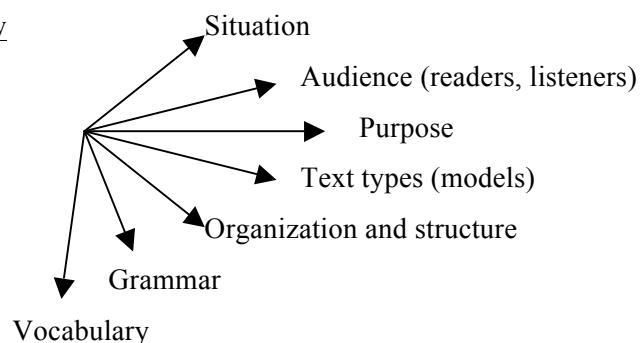 Situation
Audience (readers, listeners)
Purpose
Text types (models)
Organization and structure
Grammar
Vocabulary